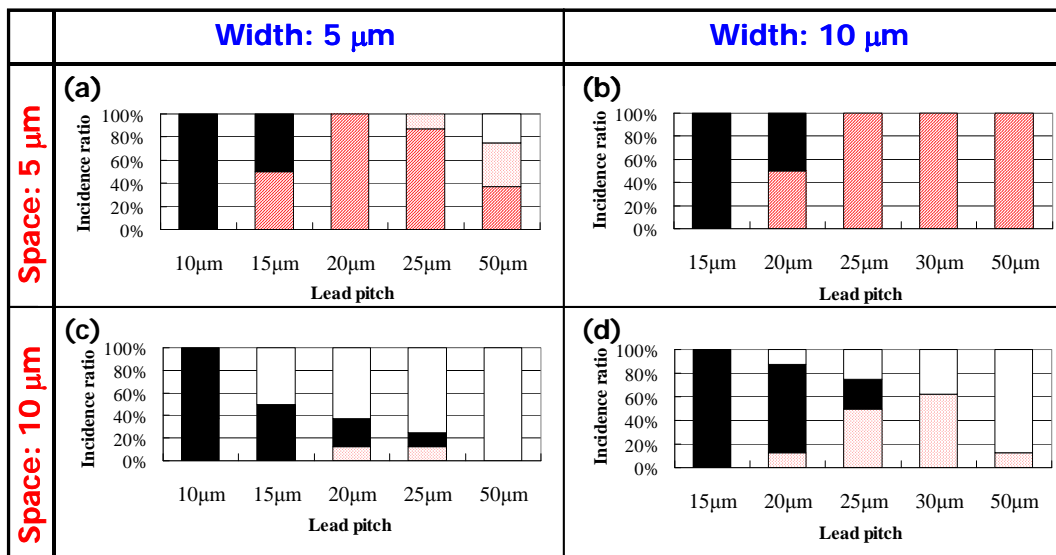 Width: 5 μm
Width: 10 μm
Space: 5 μm
(a)
Incidence ratio
100%
80%
60%
40%
20%
0%
10μm 15μm 20μm 25μm 50μm
Lead pitch
(b)
Incidence ratio
100%
80%
60%
40%
20%
0%
15μm 20μm 25μm 30μm 50μm
Lead pitch
Space: 10 μm
(c)
Incidence ratio
100%
80%
60%
40%
20%
0%
10μm 15μm 20μm 25μm 50μm
Lead pitch
(d)
Incidence ratio
100%
80%
60%
40%
20%
0%
15μm 20μm 25μm 30μm 50μm
Lead pitch